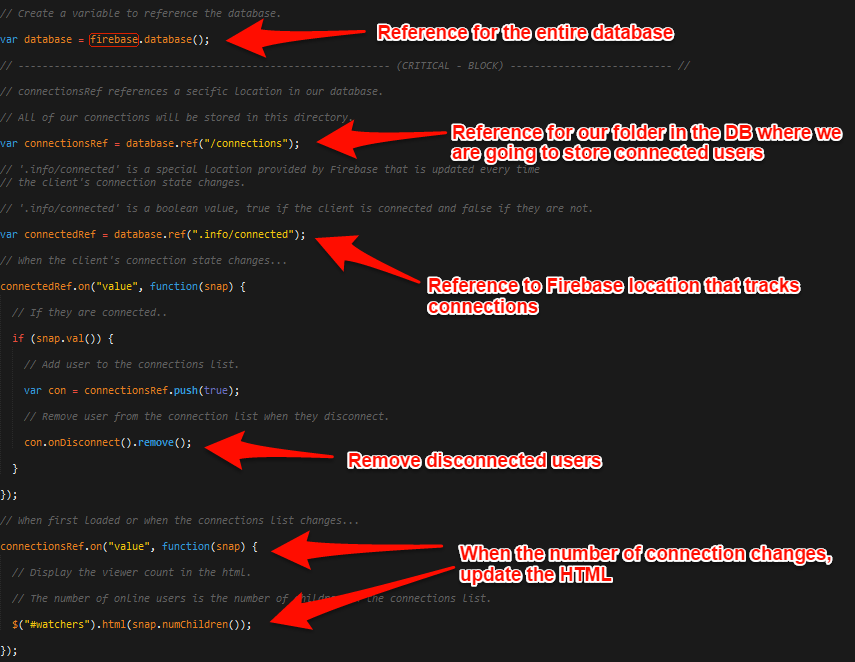 // Create a variable to reference the database.
var database = firebase.database();
Reference for the entire database
// -------------------------------------------------------------- (CRITICAL - BLOCK) --------------------------- //
// connectionsRef references a secific location in our database.
// All of our connections will be stored in this directory.
var connectionsRef = database.ref("/connections");
Reference for our folder in the DB where we
are going to store connected users
// '.info/connected' is a special location provided by Firebase that is updated every time
// the client's connection state changes.
// '.info/connected' is a boolean value, true if the client is connected and false if they are not.
var connectedRef = database.ref(".info/connected");
Reference to Firebase location that tracks
connections
// When the client's connection state changes...
connectedRef.on("value", function(snap) {
// If they are connected..
if (snap.val()) {
// Add user to the connections list.
var con = connectionsRef.push(true);
// Remove user from the connection list when they disconnect.
con.onDisconnect().remove();
Remove disconnected users
}
});
// When first loaded or when the connections list changes...
connectionsRef.on("value", function(snap) {
When the number of connection changes,
update the HTML
// Display the viewer count in the html.
// The number of online users is the number of children the connections list.
$("#watchers").html(snap.numChildren());
});